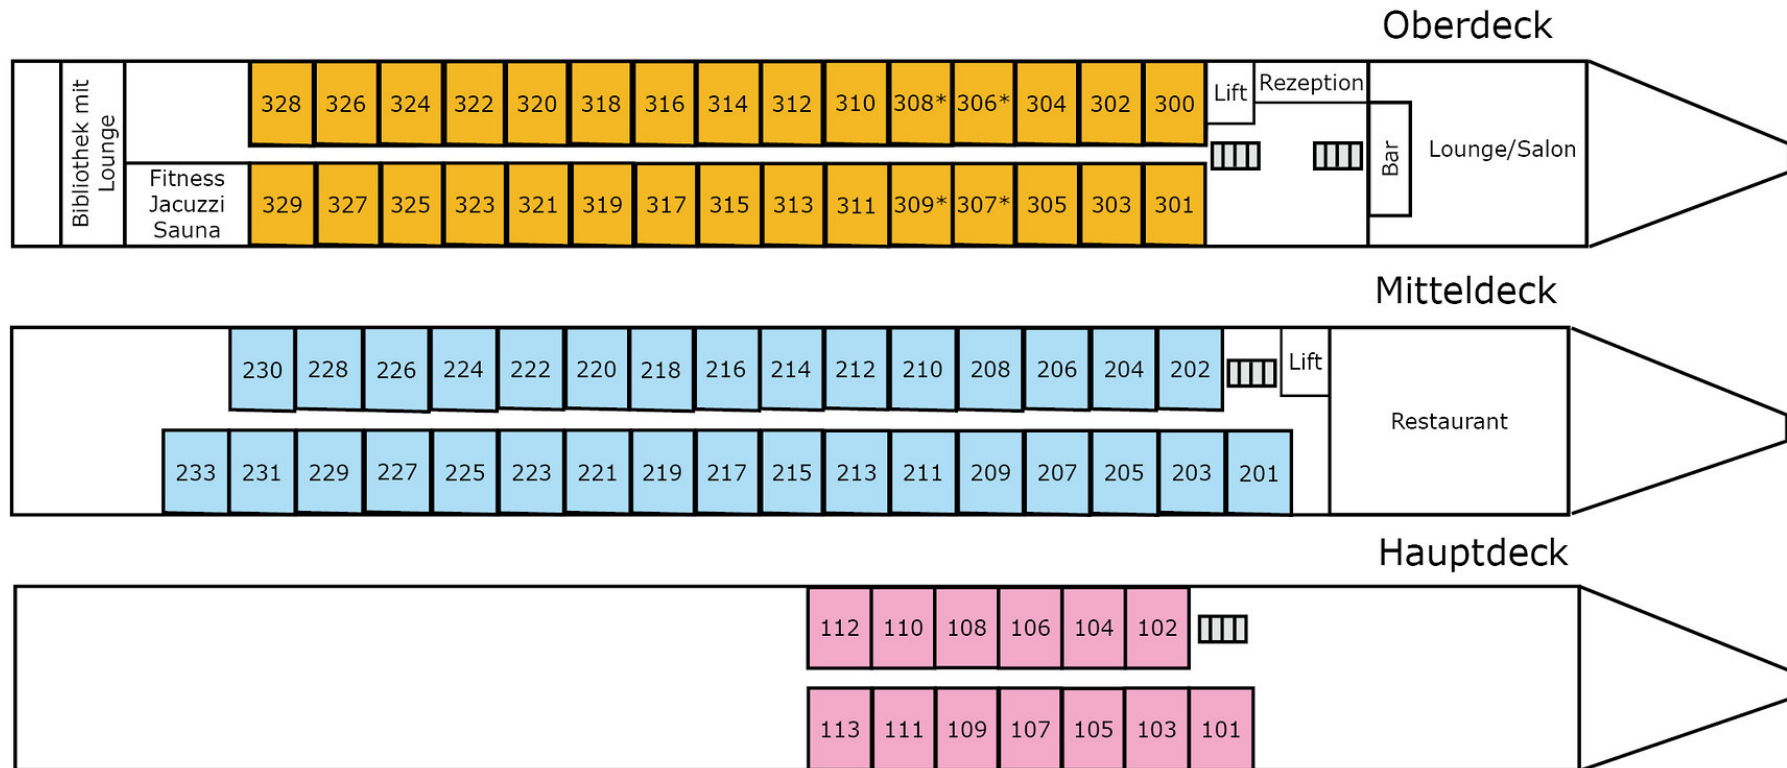 Oberdeck
Bibliothek mit
Lounge
328 326 324 322 320 318 316 314 312 310 308* 306* 304 302 300
Lift
Rezeption
Fitness
Jacuzzi
Sauna
329 327 325 323 321 319 317 315 313 311 309* 307* 305 303 301
Bar
Lounge/Salon
Mitteldeck
230 228 226 224 222 220 218 216 214 212 210 208 206 204 202
Lift
Restaurant
233 231 229 227 225 223 221 219 217 215 213 211 209 207 205 203 201
Hauptdeck
112 110 108 106 104 102
113 111 109 107 105 103 101